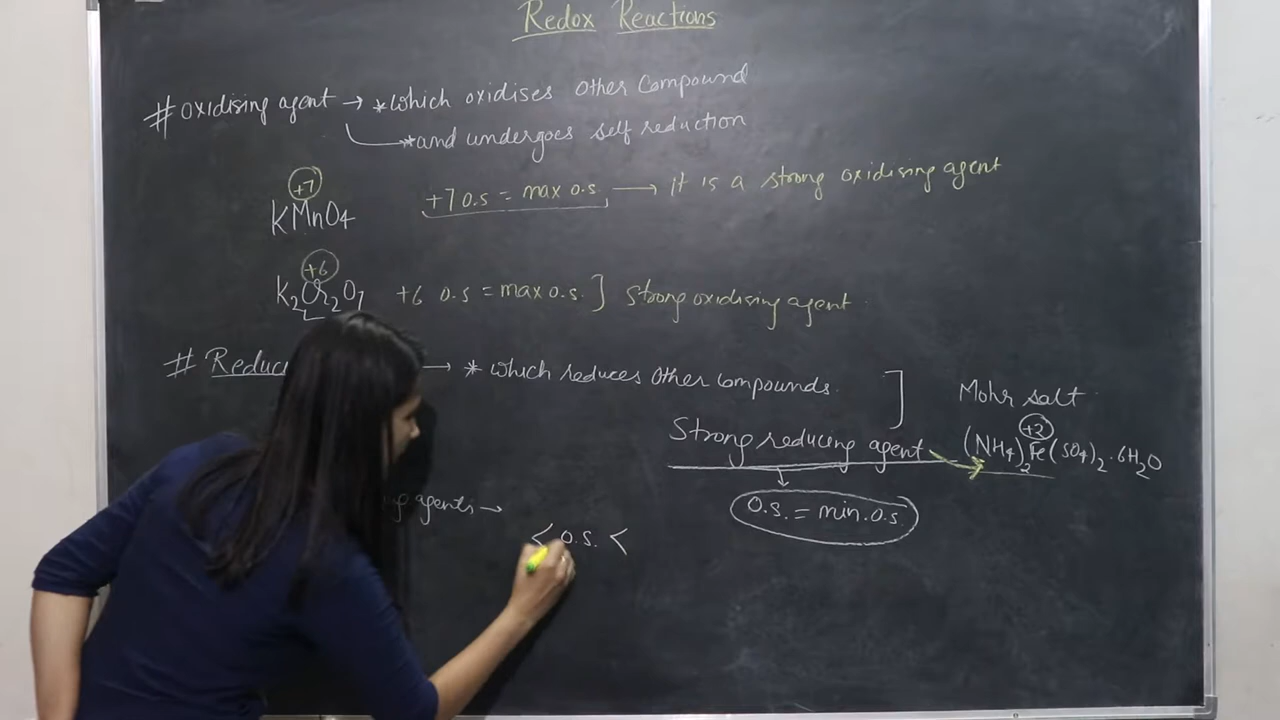 Redox Reactions
# Oxidising agent → *which oxidises other compound
*and undergoes self reduction
+7
KMnO4 +7 O.S = max O.S. → it is a strong oxidising agent
+6
K2Cr2O7 +6 O.S = max O.S. ] strong oxidising agent
# Reduc → * which reduces other compounds. ]
Mohr salt
Strong reducing agent → (NH4)2 Fe(SO4)2.6H2O
+2
O.S. = min. O.S.
agents →
< O.S. <